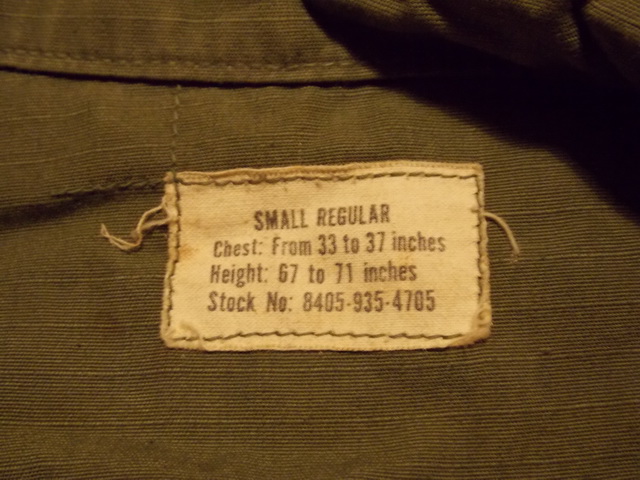 SMALL REGULAR
Chest: From 33 to 37 inches
Height: 67 to 71 inches
Stock No: 8405-935-4705